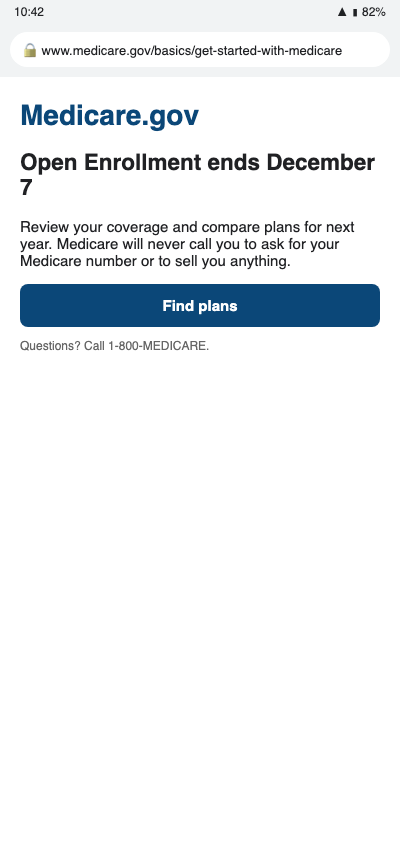 10:42
82%
www.medicare.gov/basics/get-started-with-medicare
Medicare.gov
Open Enrollment ends December
7
Review your coverage and compare plans for next
year. Medicare will never call you to ask for your
Medicare number or to sell you anything.
Find plans
Questions? Call 1-800-MEDICARE.